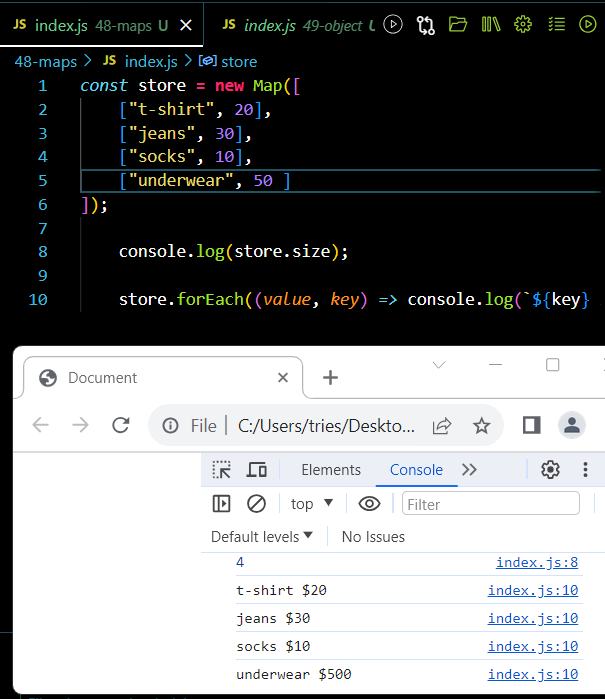 JS index.js 48-maps U JS index.js 49-object
48-maps > JS index.js > store
1 const store = new Map([
2 ["t-shirt", 20],
3 ["jeans", 30],
4 ["socks", 10],
5 ["underwear", 50 ]
6 ]);
7
8 console.log(store.size);
9
10 store.forEach((value, key) => console.log(`${key}
Document
File C:/Users/tries/Deskto...
Elements Console
top Filter
Default levels No Issues
4 index.js:8
t-shirt $20 index.js:10
jeans $30 index.js:10
socks $10 index.js:10
underwear $500 index.js:10